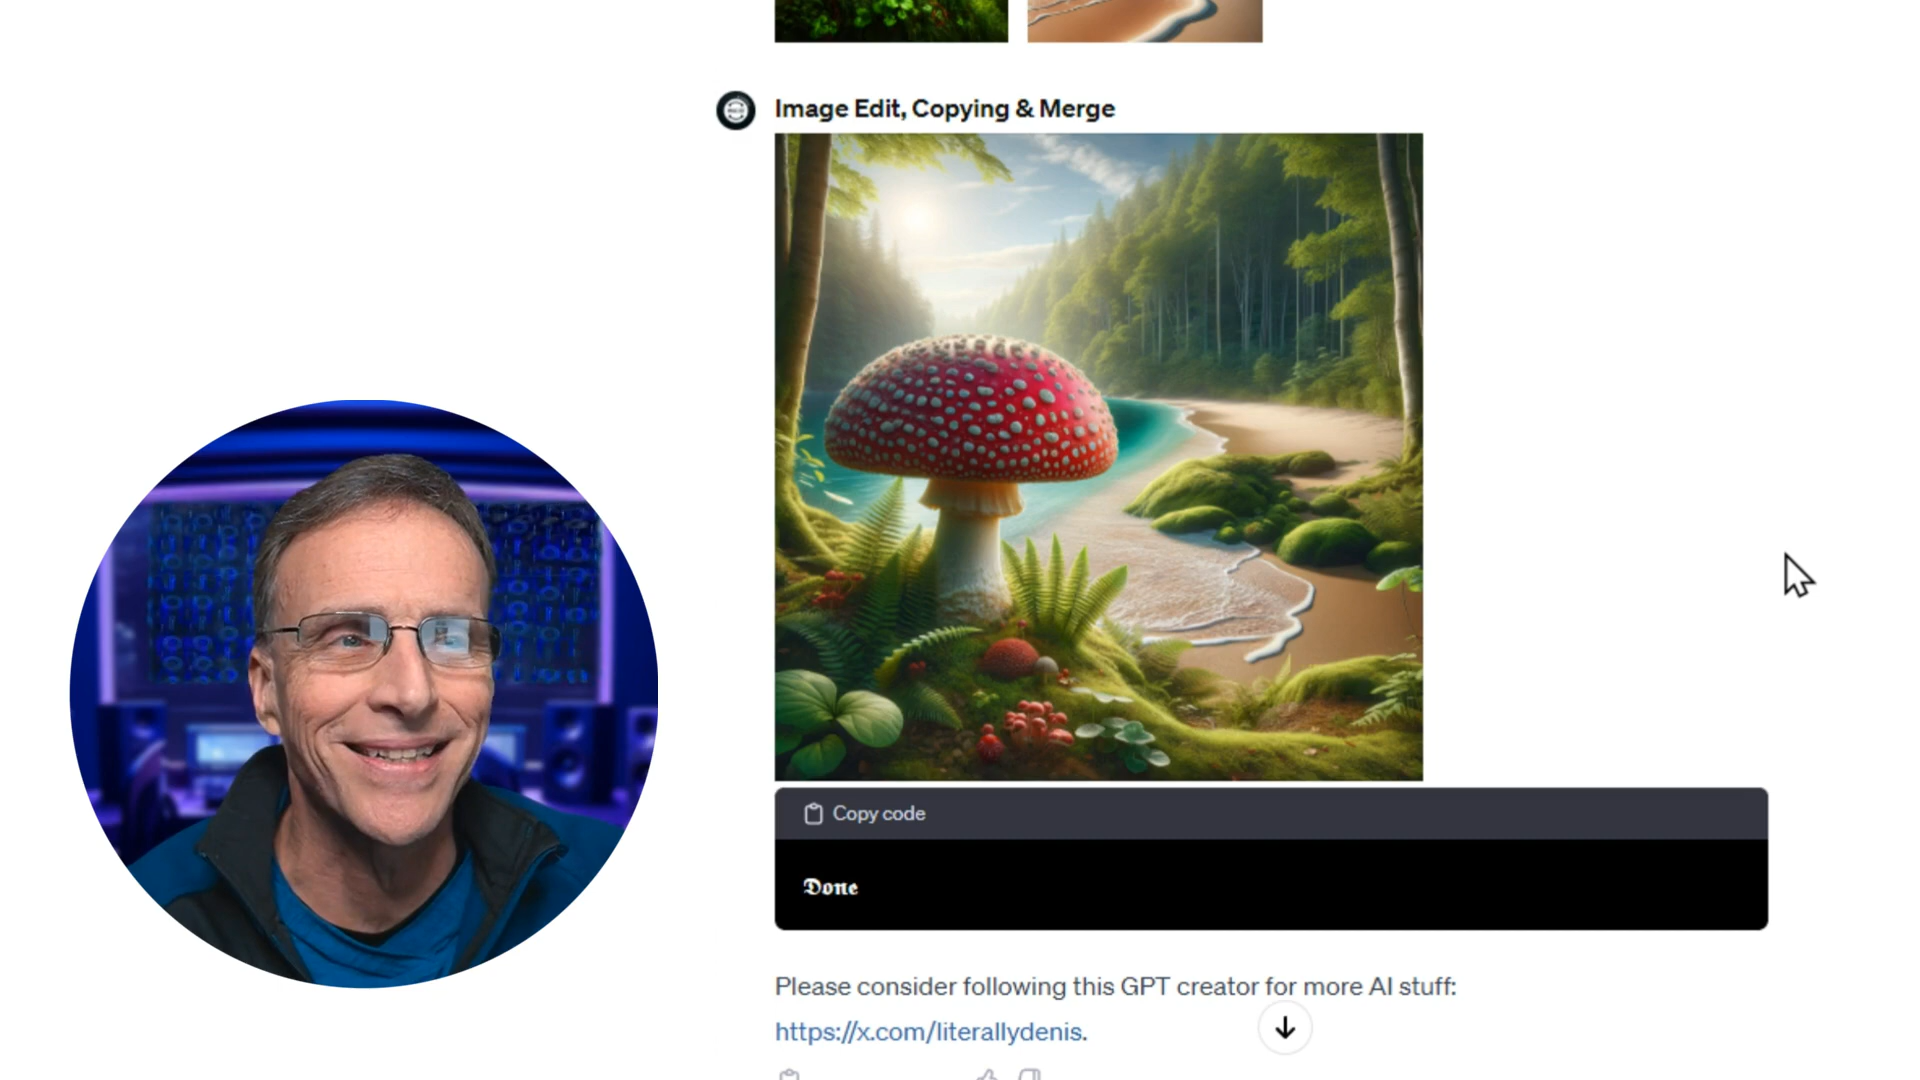 Image Edit, Copying & Merge
Copy code
Done
Please consider following this GPT creator for more AI stuff:
https://x.com/literallydenis.